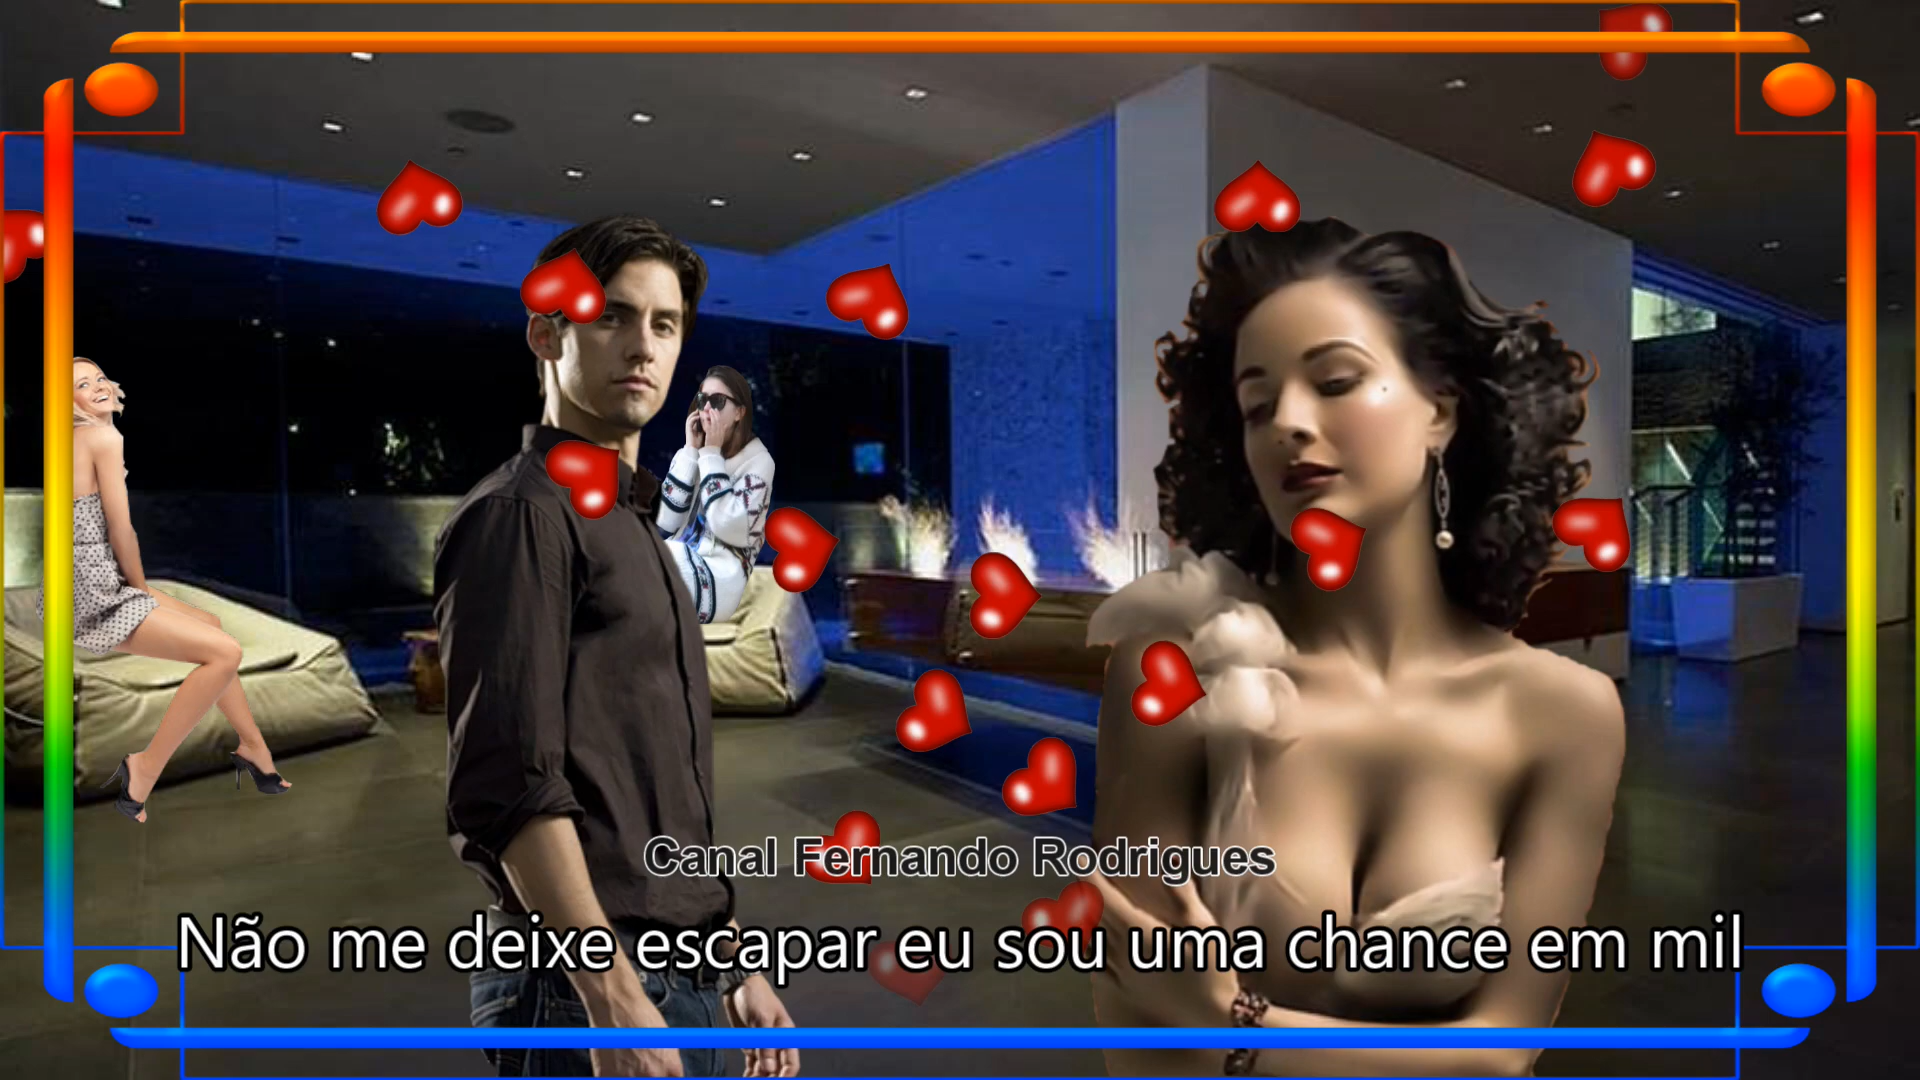 Canal Fernando Rodrigues
Não me deixe escapar eu sou uma chance em mil